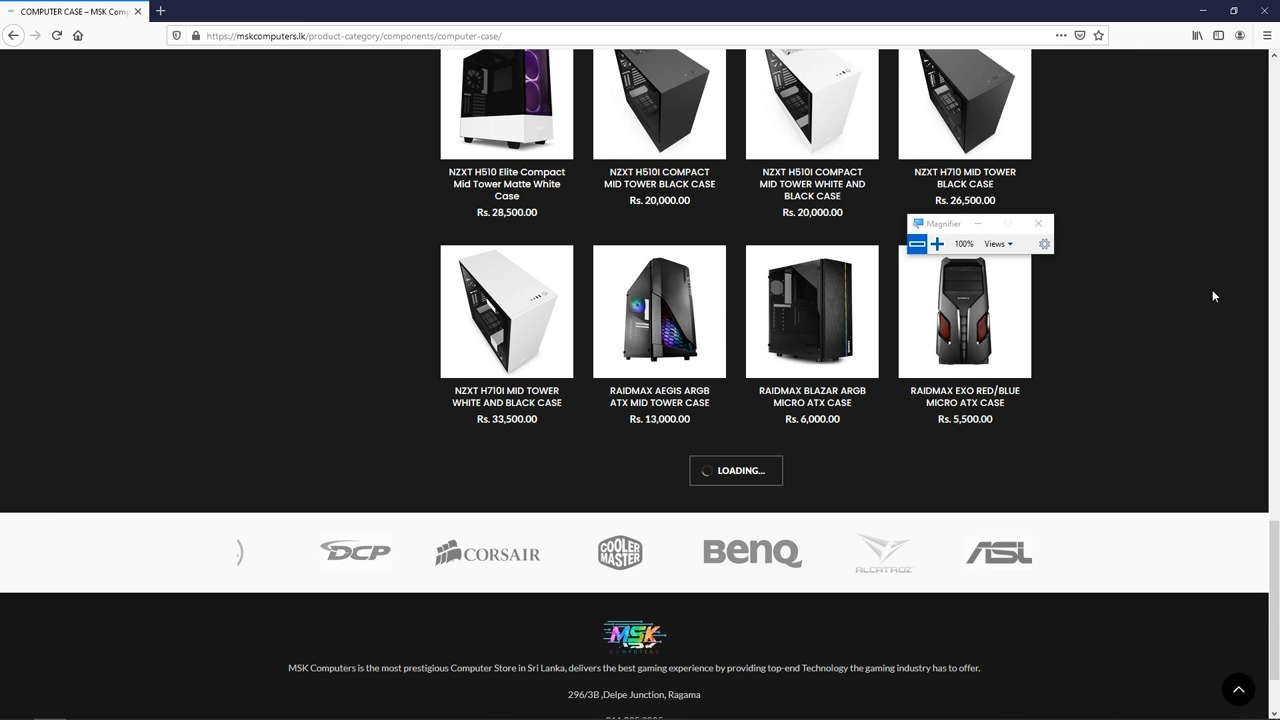 COMPUTER CASE – MSK Comp
https://mskcomputers.lk/product-category/components/computer-case/
NZXT H510 Elite Compact
Mid Tower Matte White
Case
Rs. 28,500.00
NZXT H510I COMPACT
MID TOWER BLACK CASE
Rs. 20,000.00
NZXT H510I COMPACT
MID TOWER WHITE AND
BLACK CASE
Rs. 20,000.00
NZXT H710 MID TOWER
BLACK CASE
Rs. 26,500.00
Magnifier
100%
Views
NZXT H710I MID TOWER
WHITE AND BLACK CASE
Rs. 33,500.00
RAIDMAX AEGIS ARGB
ATX MID TOWER CASE
Rs. 13,000.00
RAIDMAX BLAZAR ARGB
MICRO ATX CASE
Rs. 6,000.00
RAIDMAX EXO RED/BLUE
MICRO ATX CASE
Rs. 5,500.00
LOADING...
DCP
CORSAIR
COOLER
MASTER
BenQ
ALCATROZ
ASL
MSK
COMPUTERS
MSK Computers is the most prestigious Computer Store in Sri Lanka, delivers the best gaming experience by providing top-end Technology the gaming industry has to offer.
296/3B ,Delpe Junction, Ragama